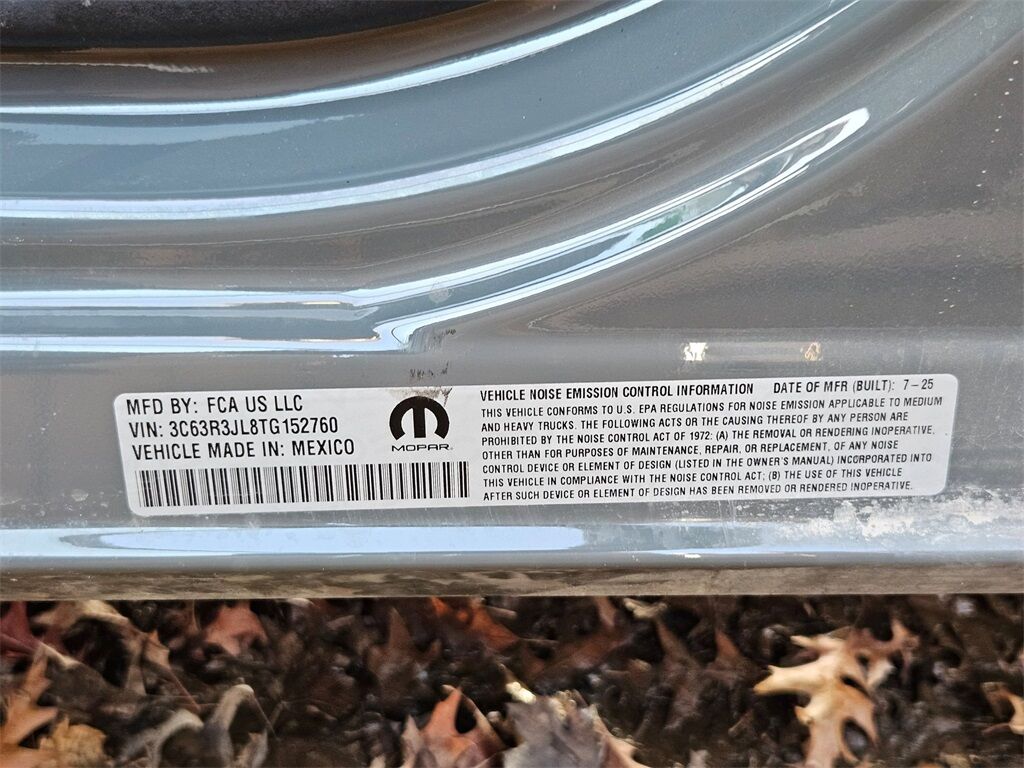 MFD BY: FCA US LLC
VIN: 3C63R3JL8TG152760
VEHICLE MADE IN: MEXICO
MOPAR
VEHICLE NOISE EMISSION CONTROL INFORMATION DATE OF MFR (BUILT): 7-25
THIS VEHICLE CONFORMS TO U.S. EPA REGULATIONS FOR NOISE EMISSION APPLICABLE TO MEDIUM
AND HEAVY TRUCKS. THE FOLLOWING ACTS OR THE CAUSING THEREOF BY ANY PERSON ARE
PROHIBITED BY THE NOISE CONTROL ACT OF 1972: (A) THE REMOVAL OR RENDERING INOPERATIVE.
OTHER THAN FOR PURPOSES OF MAINTENANCE, REPAIR, OR REPLACEMENT, OF ANY NOISE
CONTROL DEVICE OR ELEMENT OF DESIGN (LISTED IN THE OWNER'S MANUAL) INCORPORATED INTO
THIS VEHICLE IN COMPLIANCE WITH THE NOISE CONTROL ACT; (B) THE USE OF THIS VEHICLE
AFTER SUCH DEVICE OR ELEMENT OF DESIGN HAS BEEN REMOVED OR RENDERED INOPERATIVE.